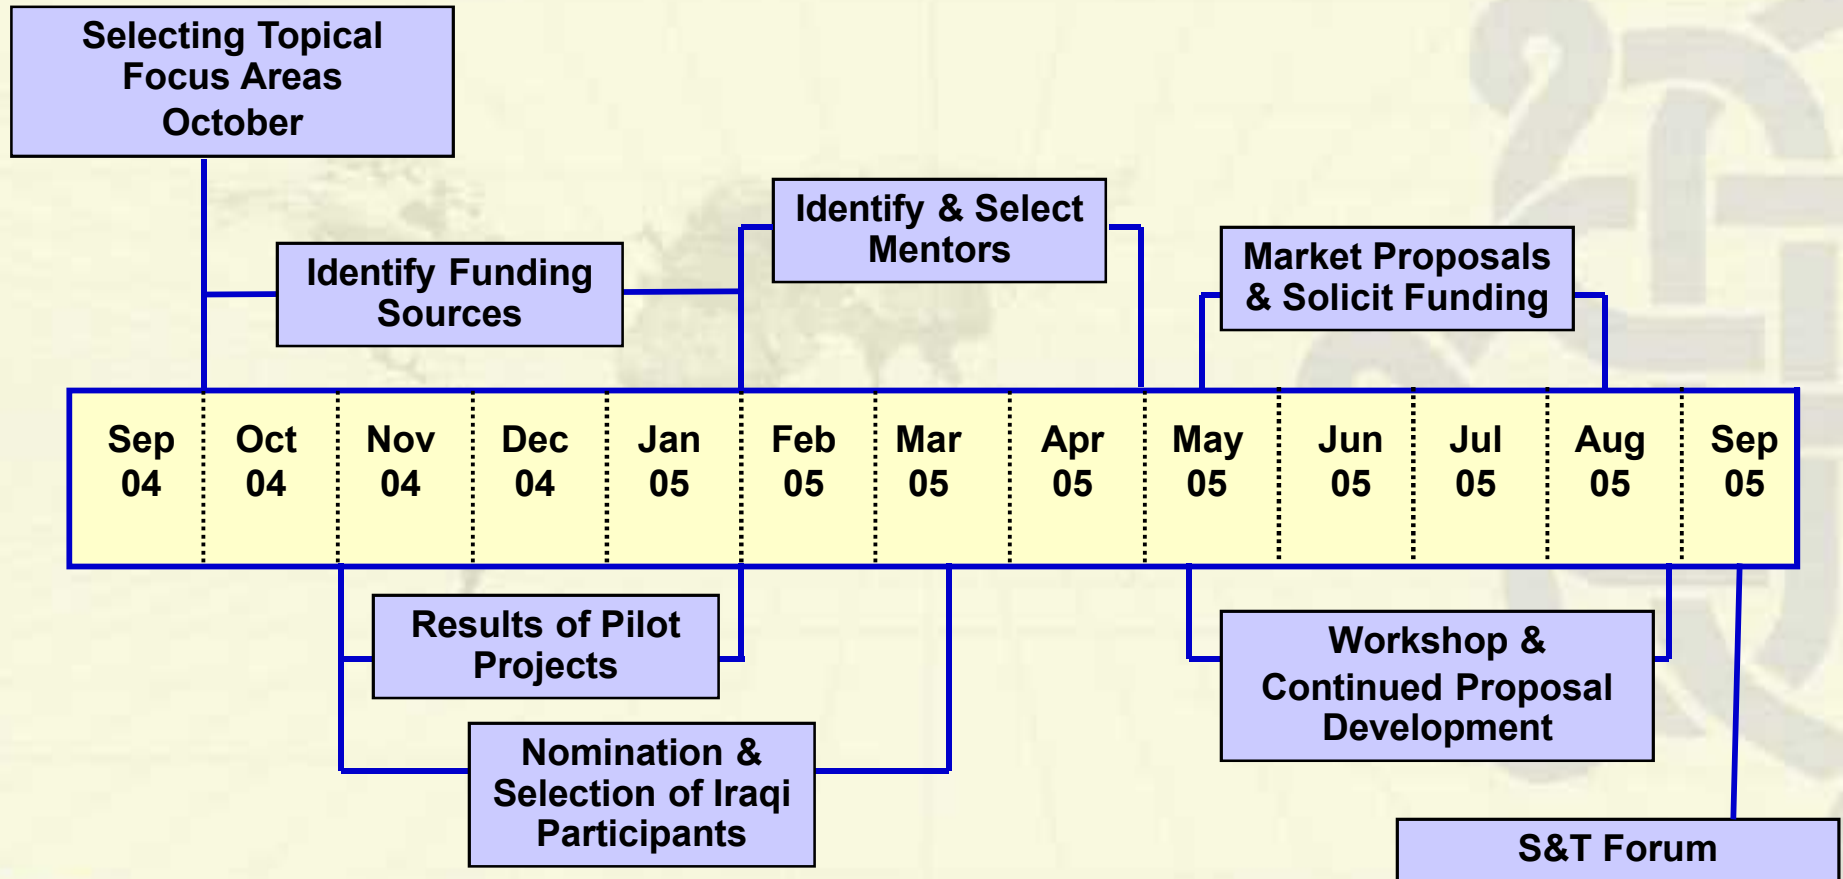 Selecting Topical
Focus Areas
October
Identify & Select
Mentors
Identify Funding
Sources
Market Proposals
& Solicit Funding
Sep Oct Nov Dec Jan Feb Mar Apr May Jun Jul Aug Sep
04 04 04 04 05 05 05 05 05 05 05 05 05
Results of Pilot
Projects
Workshop &
Continued Proposal
Development
Nomination &
Selection of Iraqi
Participants
S&T Forum